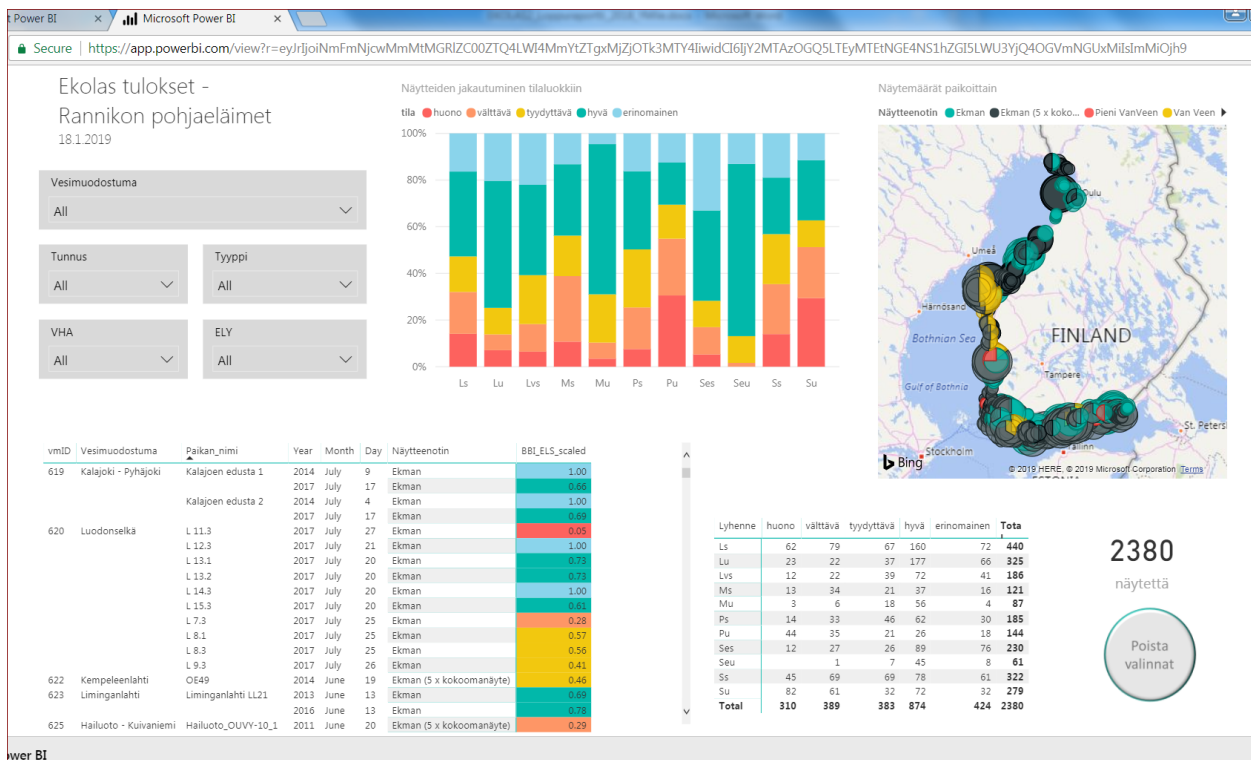 t Power BI
Microsoft Power BI
Secure | https://app.powerbi.com/view?r=
Ekolas tulokset -
Rannikon pohjaeläimet
18.1.2019
Vesimuodostuma
All
Tunnus
All
Tyyppi
All
VHA
All
ELY
All
Näytteiden jakautuminen tilaluokkiin
tila huono välttävä tyydyttävä hyvä erinomainen
100%
80%
60%
40%
20%
0%
Ls Lu Lvs Ms Mu Ps Pu Ses Seu Ss Su
Näytemäärät paikoittain
Näytteenotin Ekman Ekman (5 x koko... Pieni VanVeen Van Veen
Oulu
Umeå
Härnösand
Bothnian Sea
FINLAND
Tampere
Gulf of Bothnia
St. Peters
Stockholm
Tallinn
Bing
© 2019 HERE, © 2019 Microsoft Corporation Terms
ESTONIA
vmID Vesimuodostuma Paikan_nimi Year Month Day Näytteenotin BBI_ELS_scaled
619 Kalajoki - Pyhäjoki Kalajoen edusta 1 2014 July 9 Ekman 1.00
2017 July 17 Ekman 0.66
Kalajoen edusta 2 2014 July 4 Ekman 1.00
2017 July 17 Ekman 0.69
620 Luodonselkä L 11.3 2017 July 27 Ekman 0.05
L 12.3 2017 July 21 Ekman 1.00
L 13.1 2017 July 20 Ekman 0.73
L 13.2 2017 July 20 Ekman 0.73
L 14.3 2017 July 20 Ekman 1.00
L 15.3 2017 July 20 Ekman 0.61
L 7.3 2017 July 25 Ekman 0.28
L 8.1 2017 July 25 Ekman 0.57
L 8.3 2017 July 25 Ekman 0.56
L 9.3 2017 July 26 Ekman 0.41
622 Kempeleenlahti OE49 2014 June 19 Ekman (5 x kokoomanäyte) 0.46
623 Liminganlahti Liminganlahti LL21 2013 June 13 Ekman 0.69
2016 June 13 Ekman 0.78
625 Hailuoto - Kuivaniemi Hailuoto_OUVY-10_1 2011 June 20 Ekman (5 x kokoomanäyte) 0.29
Lyhenne huono välttävä tyydyttävä hyvä erinomainen Tota
Ls 62 79 67 160 72 440
Lu 23 22 37 177 66 325
Lvs 12 22 39 72 41 186
Ms 13 34 21 37 16 121
Mu 3 6 18 56 4 87
Ps 14 33 46 62 30 185
Pu 44 35 21 26 18 144
Ses 12 27 26 89 76 230
Seu 1 7 45 8 61
Ss 45 69 69 78 61 322
Su 82 61 32 72 32 279
Total 310 389 383 874 424 2380
2380
näytettä
Poista
valinnat
ower BI